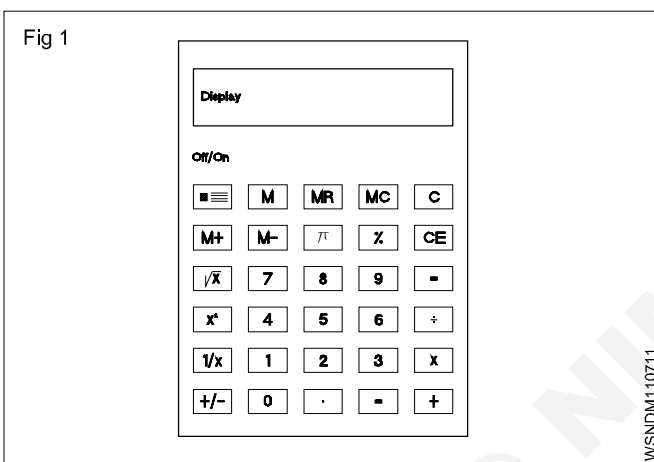 Fig 1
Display
Off/On
M MR MC C
M+ M- π % CE
√x 7 8 9 -
4 5 6 ÷
1/x 1 2 3 x
+/- 0 . = +
WSNDM110711